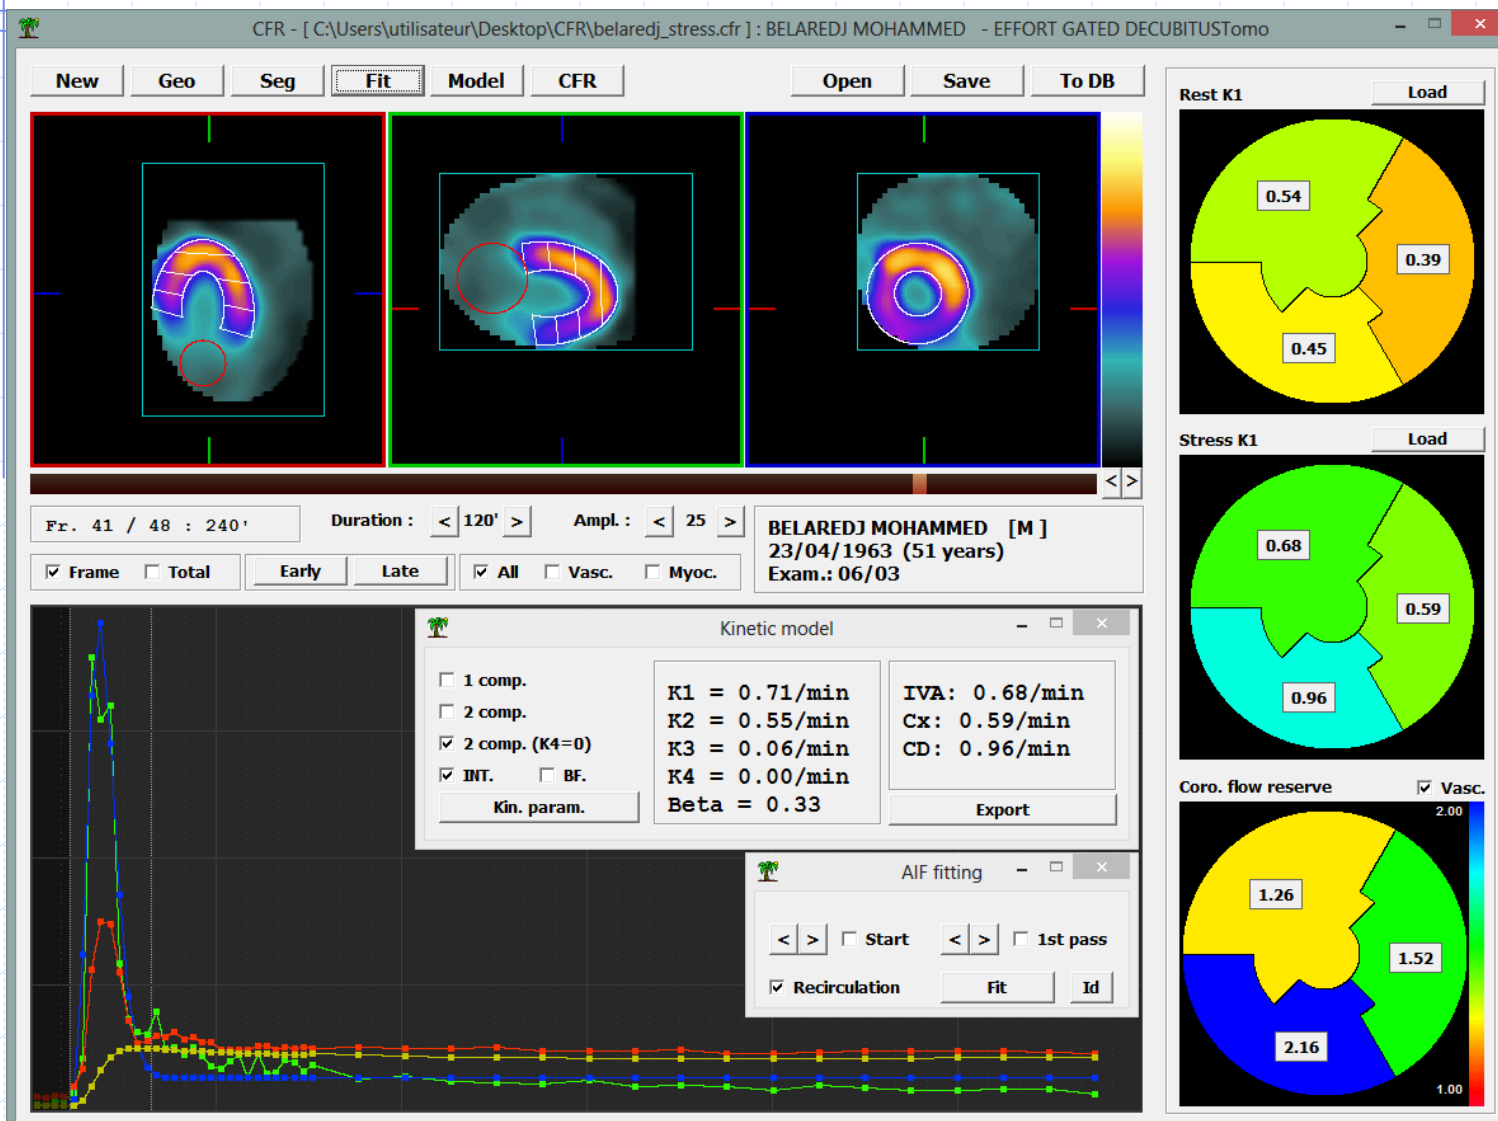 CFR - [ C:\Users\utilisateur\Desktop\CFR\belaredj_stress.cfr ] : BELAREDJ MOHAMMED - EFFORT GATED DECUBITUSTomo
New Geo Seg Fit Model CFR Open Save To DB
Rest K1 Load
0.54
0.39
0.45
Stress K1 Load
0.68
0.59
0.96
Coro. flow reserve Vasc.
2.00
1.26
1.52
2.16
1.00
< >
Fr. 41 / 48 : 240'
Duration : < 120' > Ampl. : < 25 >
Frame Total Early Late All Vasc. Myoc.
BELAREDJ MOHAMMED [M ]
23/04/1963 (51 years)
Exam.: 06/03
Kinetic model
1 comp.
2 comp.
2 comp. (K4=0)
INT. BF.
Kin. param.
K1 = 0.71/min
K2 = 0.55/min
K3 = 0.06/min
K4 = 0.00/min
Beta = 0.33
IVA: 0.68/min
Cx: 0.59/min
CD: 0.96/min
Export
AIF fitting
< > Start < > 1st pass
Recirculation Fit Id